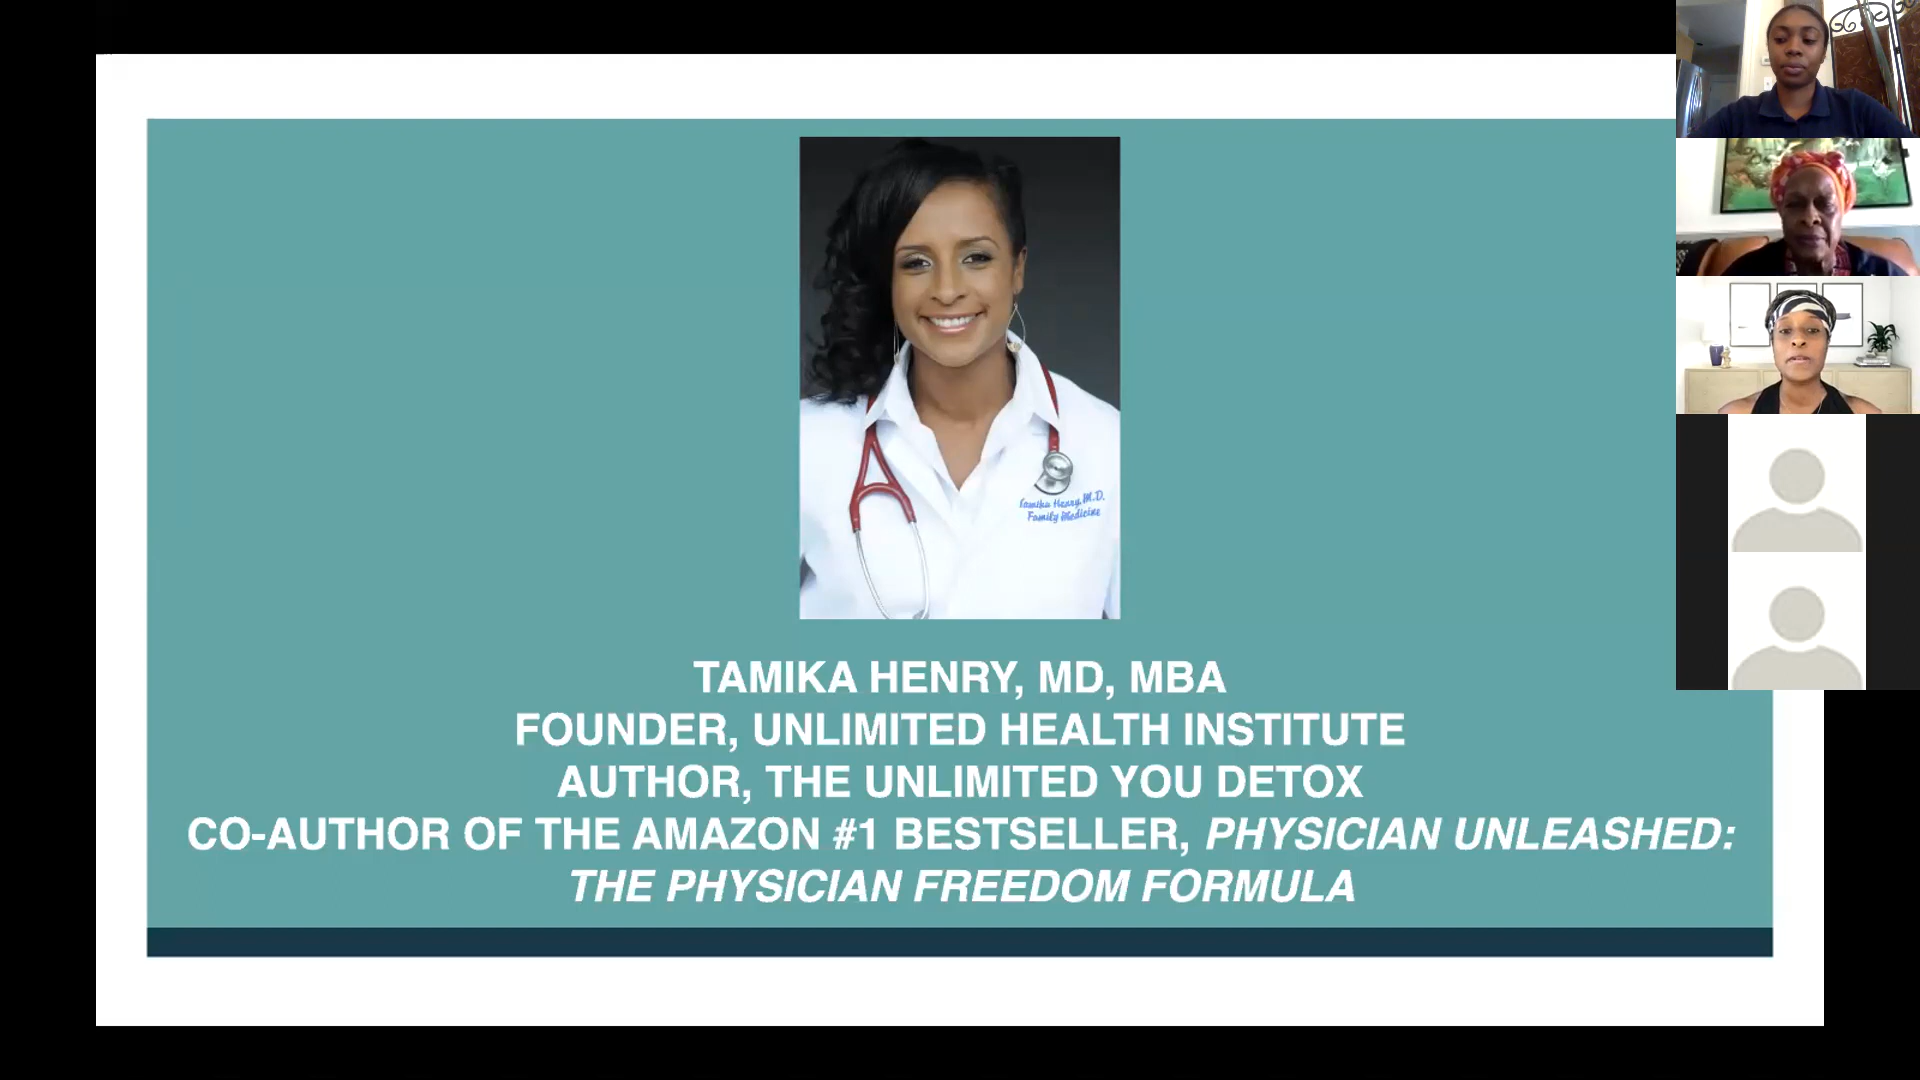 Tamika Henry, M.D.
Family Medicine
TAMIKA HENRY, MD, MBA
FOUNDER, UNLIMITED HEALTH INSTITUTE
AUTHOR, THE UNLIMITED YOU DETOX
CO-AUTHOR OF THE AMAZON #1 BESTSELLER, PHYSICIAN UNLEASHED:
THE PHYSICIAN FREEDOM FORMULA